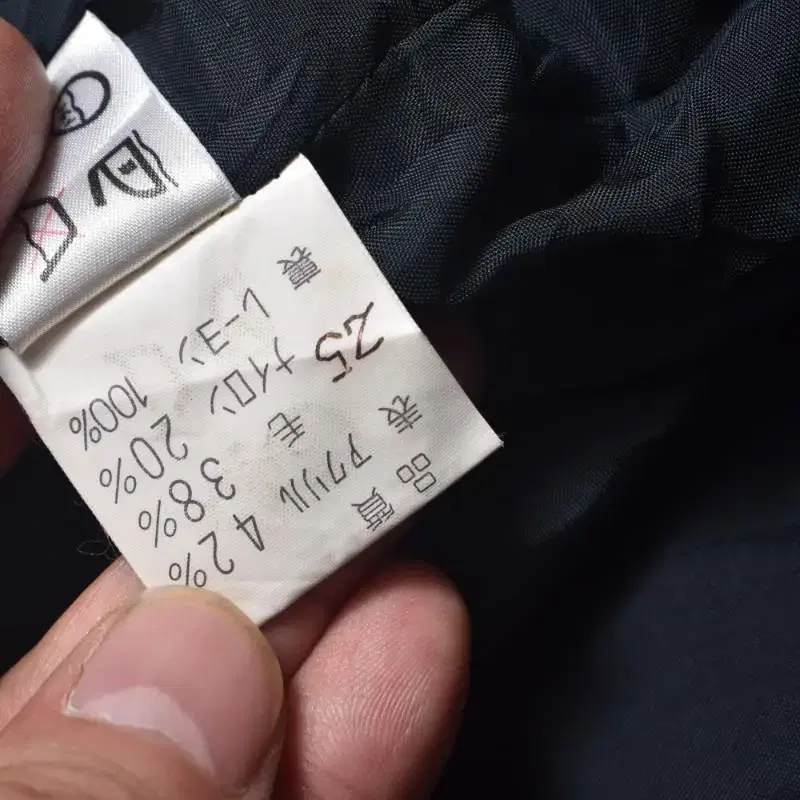 品質
表 アクリル 42%
毛 38%
25 ナイロン 20%
裏 レーヨン 100%